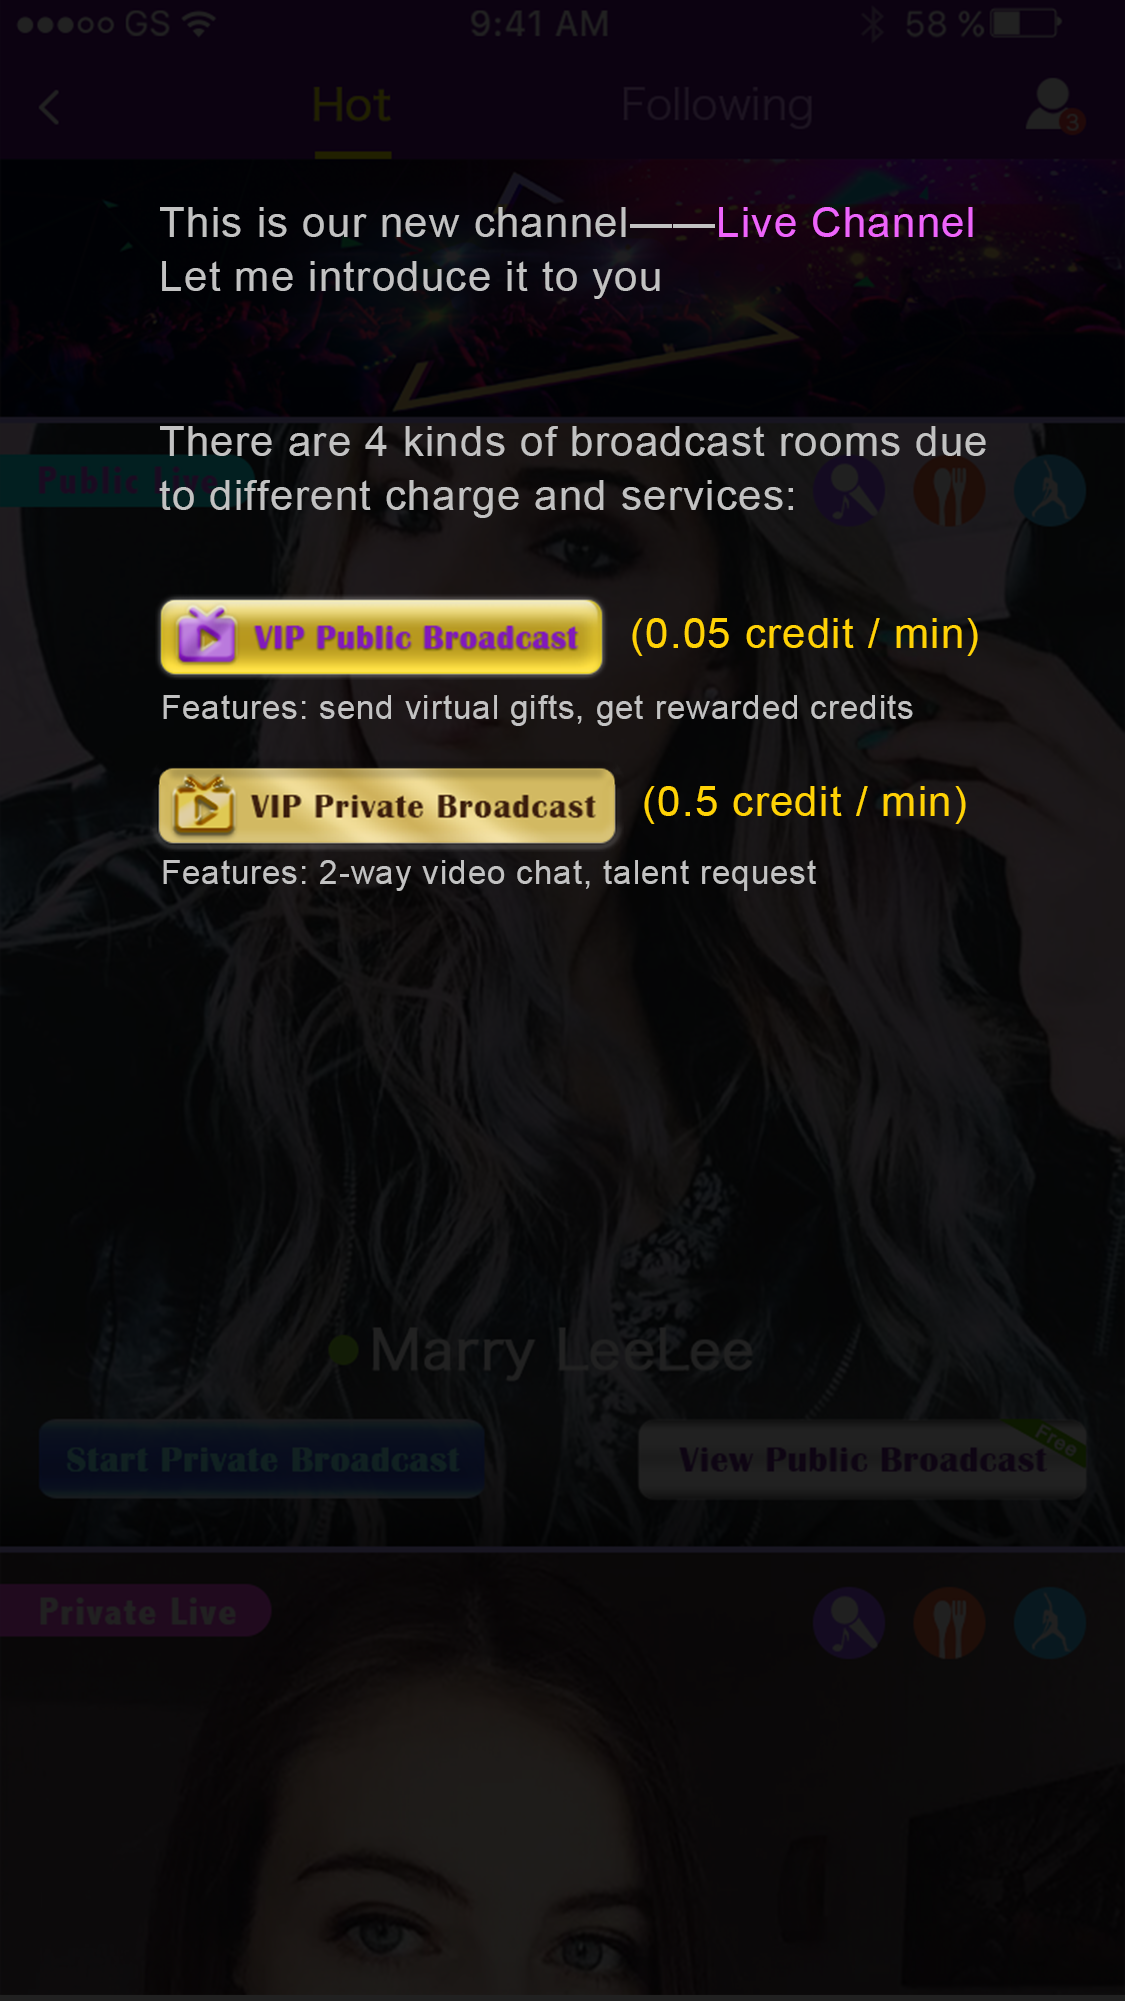 GS 9:41 AM 58 %
Hot Following
3
This is our new channel——Live Channel
Let me introduce it to you
There are 4 kinds of broadcast rooms due
Public Live
to different charge and services:
VIP Public Broadcast (0.05 credit / min)
Features: send virtual gifts, get rewarded credits
VIP Private Broadcast (0.5 credit / min)
Features: 2-way video chat, talent request
Marry LeeLee
Free
Start Private Broadcast View Public Broadcast
Private Live